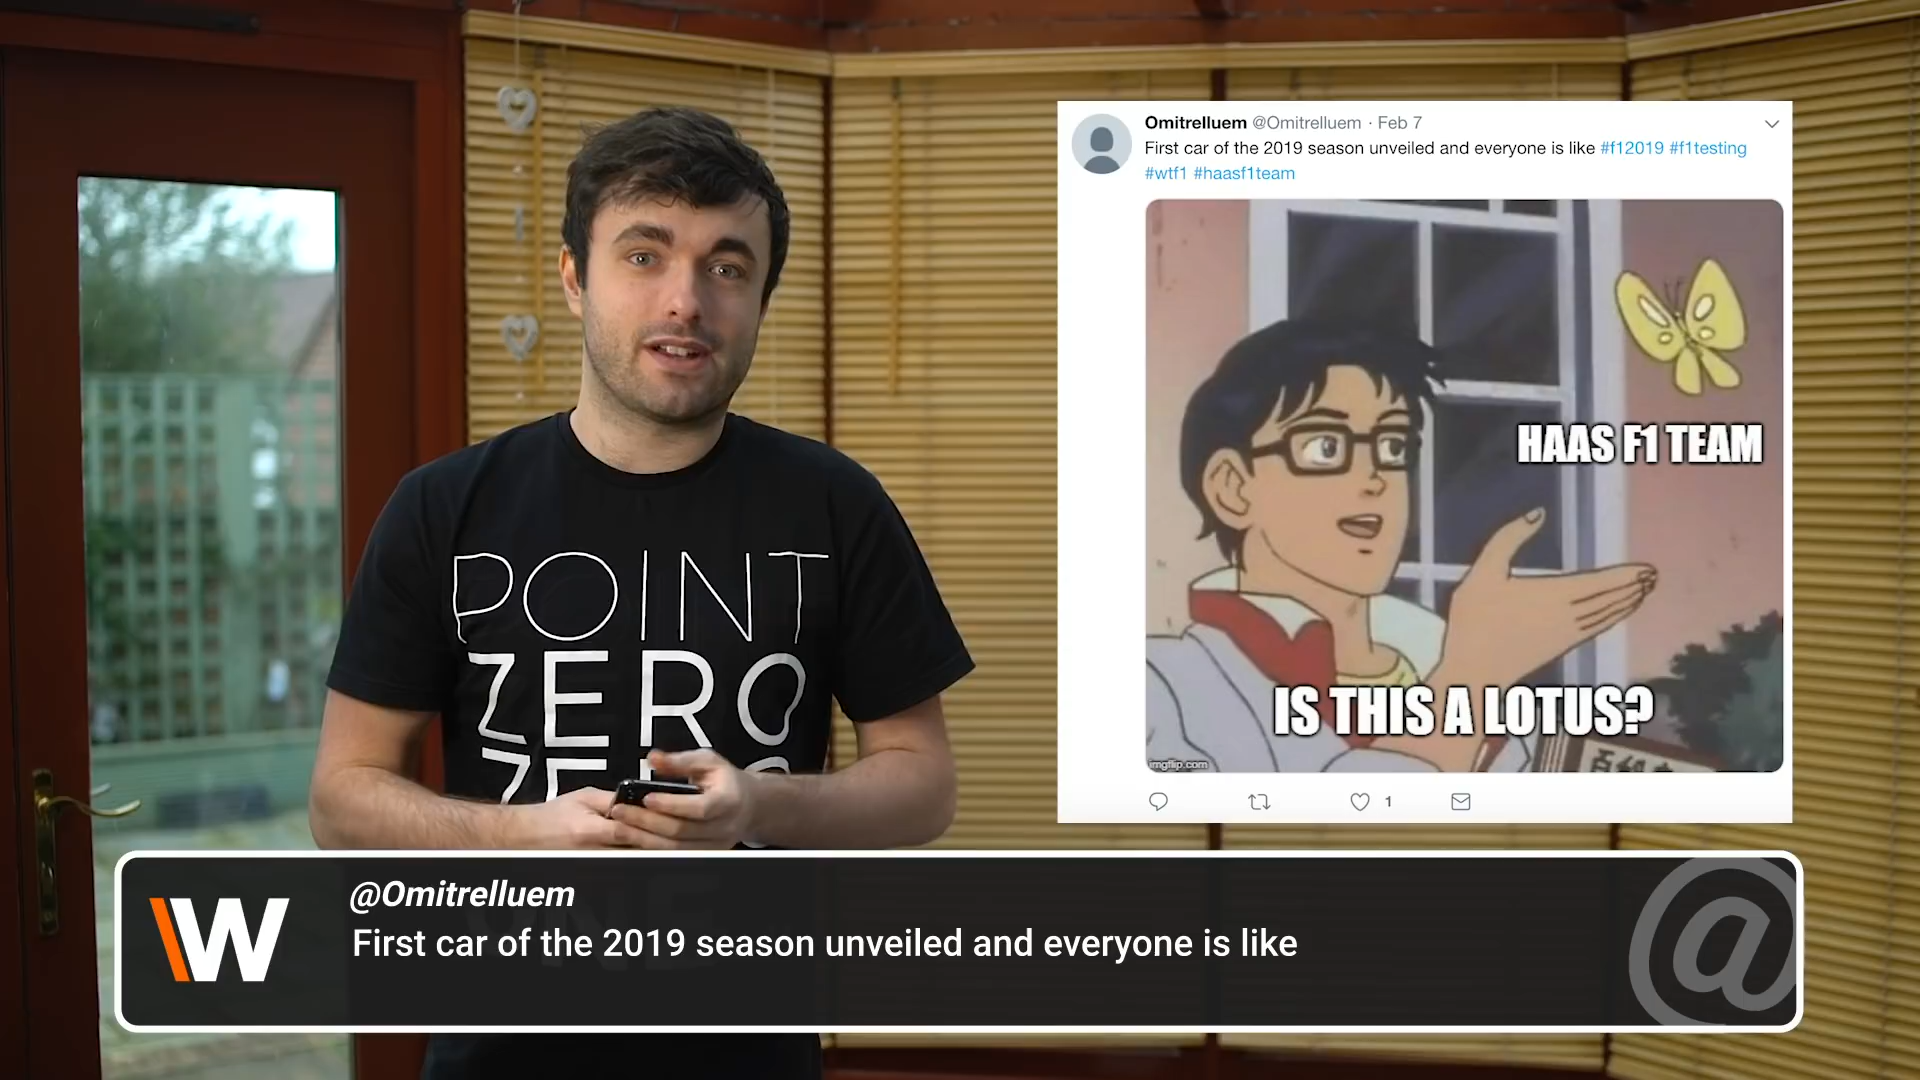 Omitrelluem @Omitrelluem · Feb 7
First car of the 2019 season unveiled and everyone is like #f12019 #f1testing
#wtf1 #haasf1team
HAAS F1 TEAM
IS THIS A LOTUS?
imgflip.com
1
POINT
ZERO
ZERO
W
@Omitrelluem
First car of the 2019 season unveiled and everyone is like
@